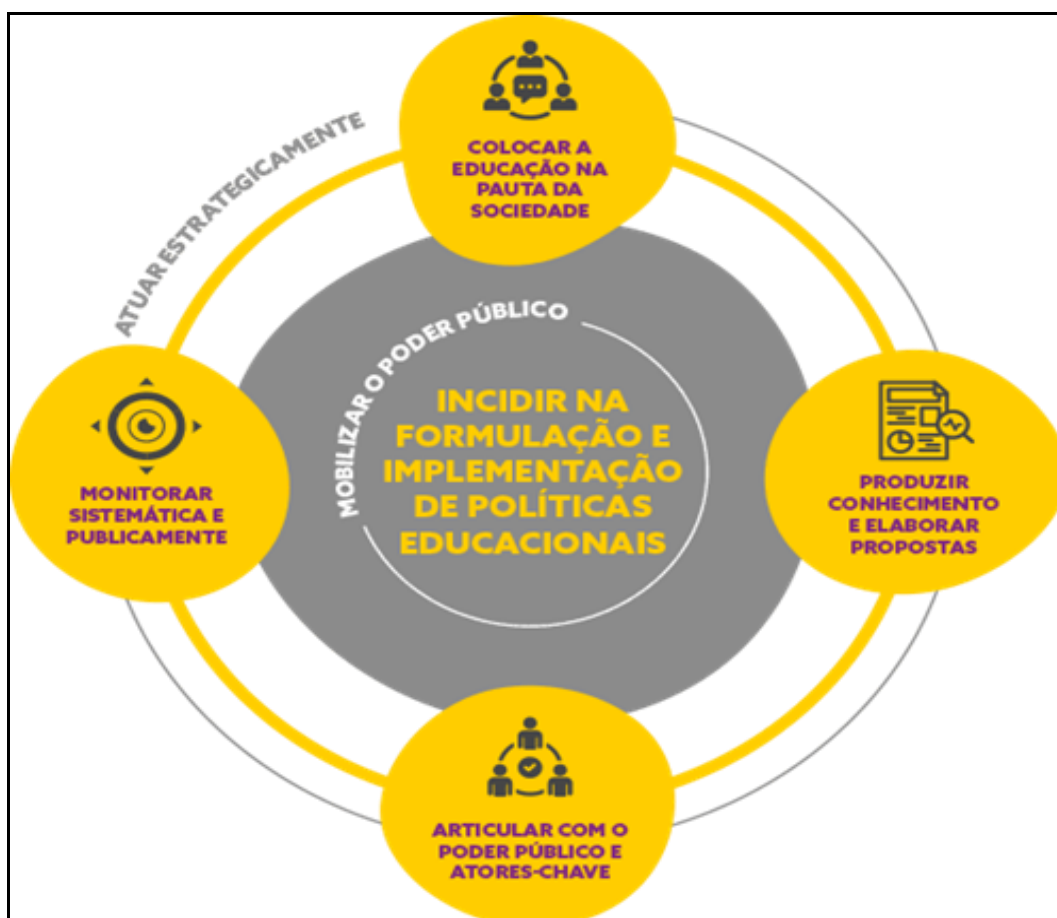 ATUAR ESTRATEGICAMENTE
COLOCAR A
EDUCAÇÃO NA
PAUTA DA
SOCIEDADE
MOBILIZAR O PODER PÚBLICO
INCIDIR NA
FORMULAÇÃO E
IMPLEMENTAÇÃO
DE POLÍTICAS
EDUCACIONAIS
MONITORAR
SISTEMÁTICA E
PUBLICAMENTE
PRODUZIR
CONHECIMENTO
E ELABORAR
PROPOSTAS
ARTICULAR COM O
PODER PÚBLICO E
ATORES-CHAVE